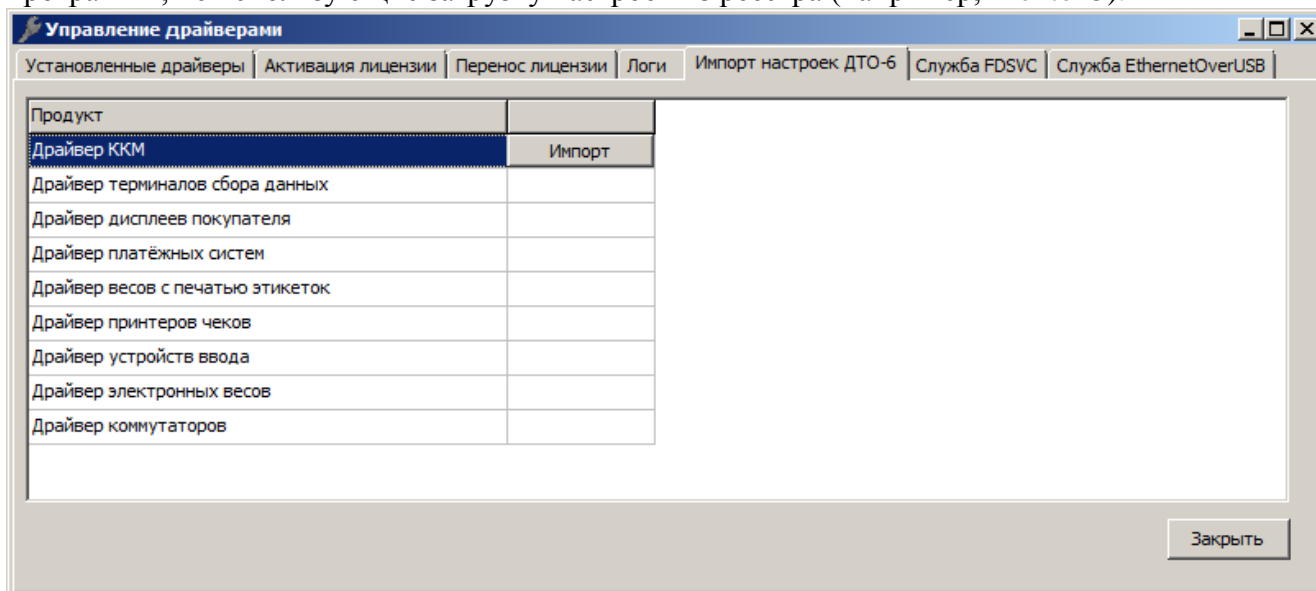 Управление драйверами
Установленные драйверы Активация лицензии Перенос лицензии Логи Импорт настроек ДТО-6 Служба FDSVC Служба EthernetOverUSB
Продукт
Драйвер ККМ Импорт
Драйвер терминалов сбора данных
Драйвер дисплеев покупателя
Драйвер платёжных систем
Драйвер весов с печатью этикеток
Драйвер принтеров чеков
Драйвер устройств ввода
Драйвер электронных весов
Драйвер коммутаторов
Закрыть